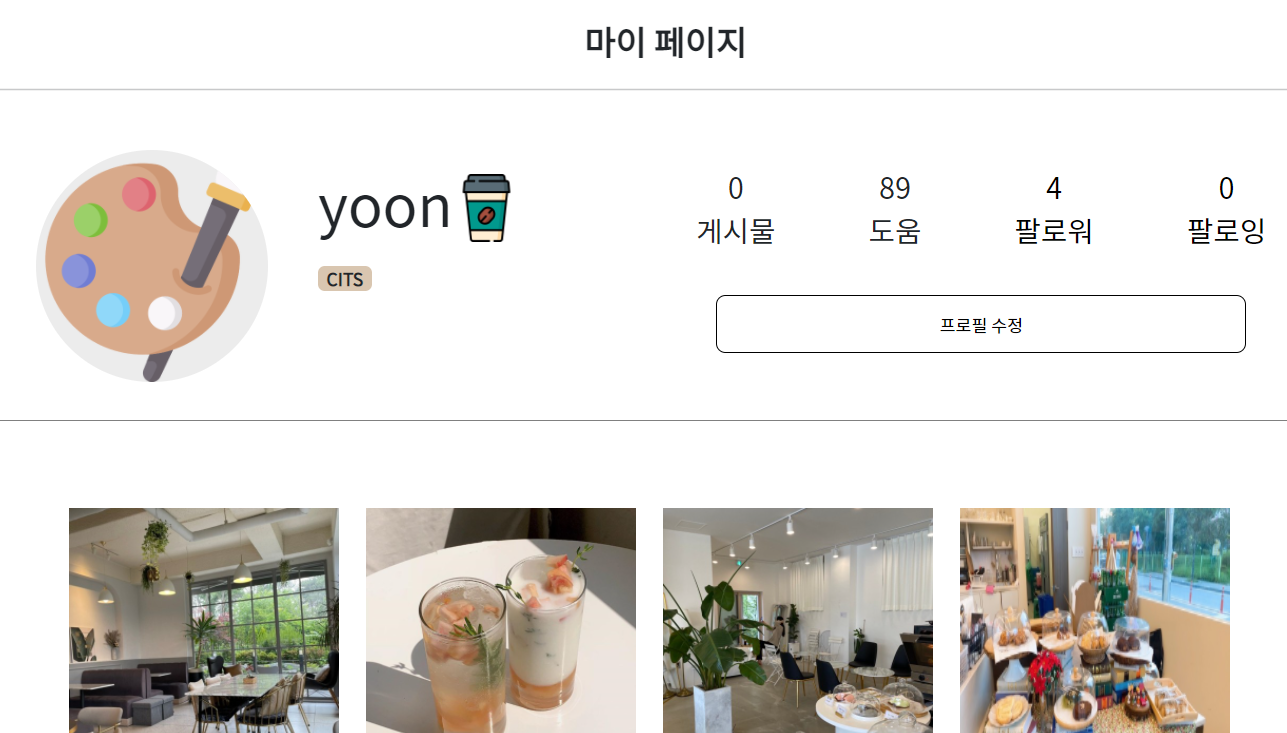 마이 페이지
yoon
CITS
0 89 4 0
게시물 도움 팔로워 팔로잉
프로필 수정